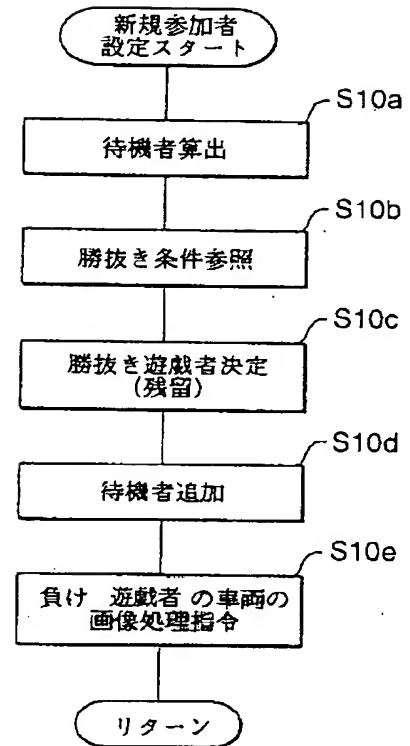 新規参加者
設定スタート
S10a
待機者算出
S10b
勝抜き条件参照
S10c
勝抜き遊戯者決定
(残留)
S10d
待機者追加
S10e
負け 遊戯者 の車両の
画像処理指令
リターン